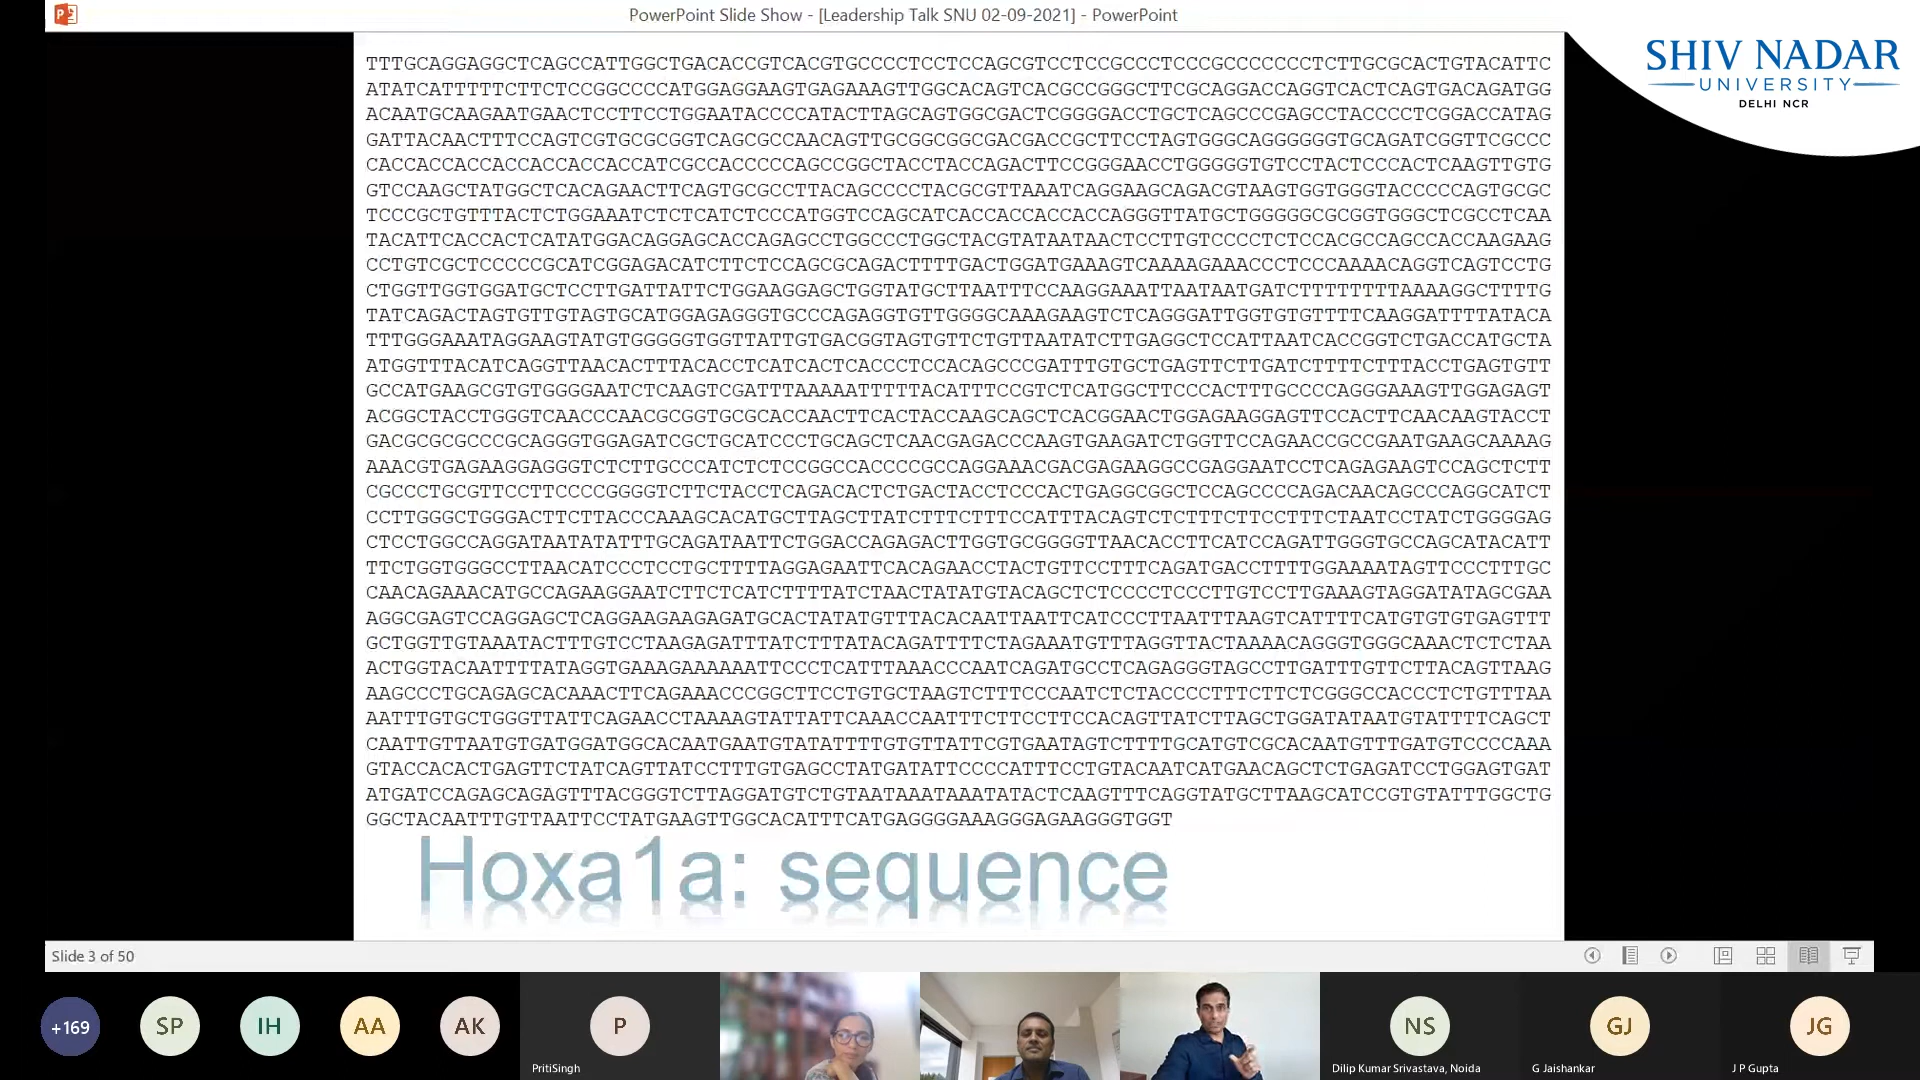 PowerPoint Slide Show - [Leadership Talk SNU 02-09-2021] - PowerPoint
SHIV NADAR
UNIVERSITY
DELHI NCR
TTTGCAGGAGGCTCAGCCATTGGCTGACACCGTCACGTGCCCCTCCTCCAGCGTCCTCCGCCCTCCCGCCCCCCCTCTTGCGCACTGTACATTC
ATATCATTTTTCTTCTCCGGCCCCATGGAGGAAGTGAGAAAGTTGGCACAGTCACGCCGGGCTTCGCAGGACCAGGTCACTCAGTGACAGATGG
ACAATGCAAGAATGAACTCCTTCCTGGAATACCCCATACTTAGCAGTGGCGACTCGGGGACCTGCTCAGCCCGAGCCTACCCCTCGGACCATAG
GATTACAACTTTCCAGTCGTGCGCGGTCAGCGCCAACAGTTGCGGCGGCGACGACCGCTTCCTAGTGGGCAGGGGGGTGCAGATCGGTTCGCCC
CACCACCACCACCACCACCACCATCGCCACCCCCAGCCGGCTACCTACCAGACTTCCGGGAACCTGGGGGTGTCCTACTCCCACTCAAGTTGTG
GTCCAAGCTATGGCTCACAGAACTTCAGTGCGCCTTACAGCCCCTACGCGTTAAATCAGGAAGCAGACGTAAGTGGTGGGTACCCCCAGTGCGC
TCCCGCTGTTTACTCTGGAAATCTCTCATCTCCCATGGTCCAGCATCACCACCACCACCAGGGTTATGCTGGGGGCGCGGTGGGCTCGCCTCAA
TACATTCACCACTCATATGGACAGGAGCACCAGAGCCTGGCCCTGGCTACGTATAATAACTCCTTGTCCCCTCTCCACGCCAGCCACCAAGAAG
CCTGTCGCTCCCCCGCATCGGAGACATCTTCTCCAGCGCAGACTTTTGACTGGATGAAAGTCAAAAGAAACCCTCCCAAAACAGGTCAGTCCTG
CTGGTTGGTGGATGCTCCTTGATTATTCTGGAAGGAGCTGGTATGCTTAATTTCCAAGGAAATTAATAATGATCTTTTTTTTAAAAGGCTTTTG
TATCAGACTAGTGTTGTAGTGCATGGAGAGGGTGCCCAGAGGTGTTGGGGCAAAGAAGTCTCAGGGATTGGTGTGTTTTCAAGGATTTTATACA
TTTGGGAAATAGGAAGTATGTGGGGGTGGTTATTGTGACGGTAGTGTTCTGTTAATATCTTGAGGCTCCATTAATCACCGGTCTGACCATGCTA
ATGGTTTACATCAGGTTAACACTTTACACCTCATCACTCACCCTCCACAGCCCGATTTGTGCTGAGTTCTTGATCTTTTCTTTACCTGAGTGTT
GCCATGAAGCGTGTGGGGAATCTCAAGTCGATTTAAAAATTTTTACATTTCCGTCTCATGGCTTCCCACTTTGCCCCAGGGAAAGTTGGAGAGT
ACGGCTACCTGGGTCAACCCAACGCGGTGCGCACCAACTTCACTACCAAGCAGCTCACGGAACTGGAGAAGGAGTTCCACTTCAACAAGTACCT
GACGCGCGCCCGCAGGGTGGAGATCGCTGCATCCCTGCAGCTCAACGAGACCCAAGTGAAGATCTGGTTCCAGAACCGCCGAATGAAGCAAAAG
AAACGTGAGAAGGAGGGTCTCTTGCCCATCTCTCCGGCCACCCCGCCAGGAAACGACGAGAAGGCCGAGGAATCCTCAGAGAAGTCCAGCTCTT
CGCCCTGCGTTCCTTCCCCGGGGTCTTCTACCTCAGACACTCTGACTACCTCCCACTGAGGCGGCTCCAGCCCCAGACAACAGCCCAGGCATCT
CCTTGGGCTGGGACTTCTTACCCAAAGCACATGCTTAGCTTATCTTTCTTTCCATTTACAGTCTCTTTCTTCCTTTCTAATCCTATCTGGGGAG
CTCCTGGCCAGGATAATATATTTGCAGATAATTCTGGACCAGAGACTTGGTGCGGGGTTAACACCTTCATCCAGATTGGGTGCCAGCATACATT
TTCTGGTGGGCCTTAACATCCCTCCTGCTTTTAGGAGAATTCACAGAACCTACTGTTCCTTTCAGATGACCTTTTGGAAAATAGTTCCCTTTGC
CAACAGAAACATGCCAGAAGGAATCTTCTCATCTTTTATCTAACTATATGTACAGCTCTCCCCTCCCTTGTCCTTGAAAGTAGGATATAGCGAA
AGGCGAGTCCAGGAGCTCAGGAAGAAGAGATGCACTATATGTTTACACAATTAATTCATCCCTTAATTTAAGTCATTTTCATGTGTGTGAGTTT
GCTGGTTGTAAATACTTTGTCCTAAGAGATTTATCTTTATACAGATTTTCTAGAAATGTTTAGGTTACTAAAACAGGGTGGGCAAACTCTCTAA
ACTGGTACAATTTTATAGGTGAAAGAAAAAATTCCCTCATTTAAACCCAATCAGATGCCTCAGAGGGTAGCCTTGATTTGTTCTTACAGTTAAG
AAGCCCTGCAGAGCACAAACTTCAGAAACCCGGCTTCCTGTGCTAAGTCTTTCCCAATCTCTACCCCTTTCTTCTCGGGCCACCCTCTGTTTAA
AATTTGTGCTGGGTTATTCAGAACCTAAAAGTATTATTCAAACCAATTTCTTCCTTCCACAGTTATCTTAGCTGGATATAATGTATTTTCAGCT
CAATTGTTAATGTGATGGATGGCACAATGAATGTATATTTTGTGTTATTCGTGAATAGTCTTTTGCATGTCGCACAATGTTTGATGTCCCCAAA
GTACCACACTGAGTTCTATCAGTTATCCTTTGTGAGCCTATGATATTCCCCATTTCCTGTACAATCATGAACAGCTCTGAGATCCTGGAGTGAT
ATGATCCAGAGCAGAGTTTACGGGTCTTAGGATGTCTGTAATAAATAAATATACTCAAGTTTCAGGTATGCTTAAGCATCCGTGTATTTGGCTG
GGCTACAATTTGTTAATTCCTATGAAGTTGGCACATTTCATGAGGGGAAAGGGAGAAGGGTGGT
Hoxa1a: sequence
Slide 3 of 50
+169
SP
IH
AA
AK
P
PritiSingh
NS
Dilip Kumar Srivastava, Noida
GJ
G Jaishankar
JG
J P Gupta